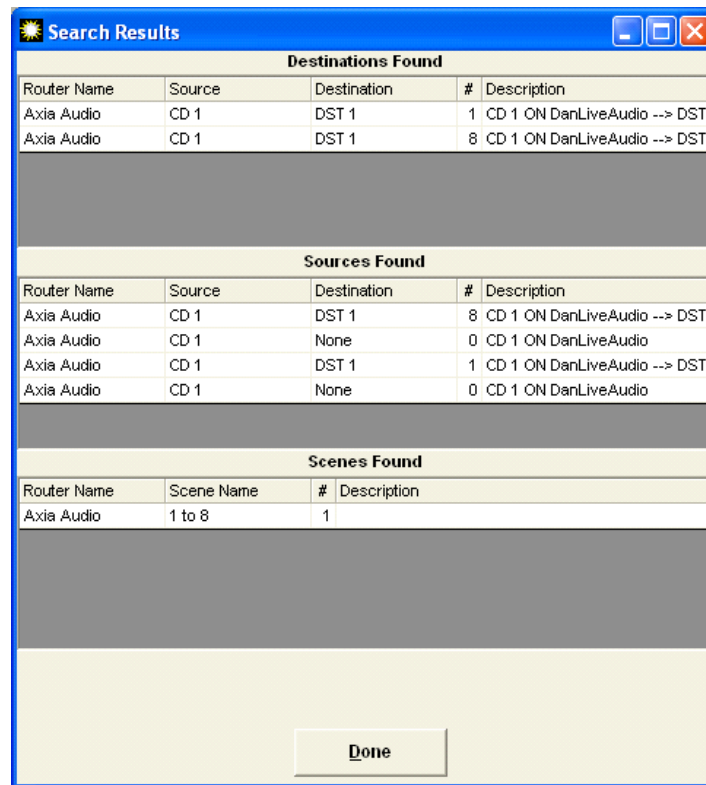 Search Results
Destinations Found
Router Name Source Destination # Description
Axia Audio CD 1 DST 1 1 CD 1 ON DanLiveAudio --> DST
Axia Audio CD 1 DST 1 8 CD 1 ON DanLiveAudio --> DST
Sources Found
Router Name Source Destination # Description
Axia Audio CD 1 DST 1 8 CD 1 ON DanLiveAudio --> DST
Axia Audio CD 1 None 0 CD 1 ON DanLiveAudio
Axia Audio CD 1 DST 1 1 CD 1 ON DanLiveAudio --> DST
Axia Audio CD 1 None 0 CD 1 ON DanLiveAudio
Scenes Found
Router Name Scene Name # Description
Axia Audio 1 to 8 1
Done